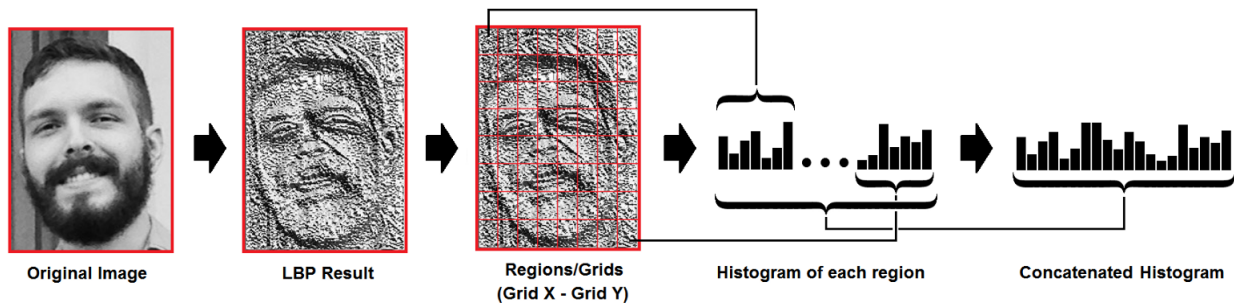 Original Image
LBP Result
Regions/Grids
(Grid X - Grid Y)
Histogram of each region
Concatenated Histogram